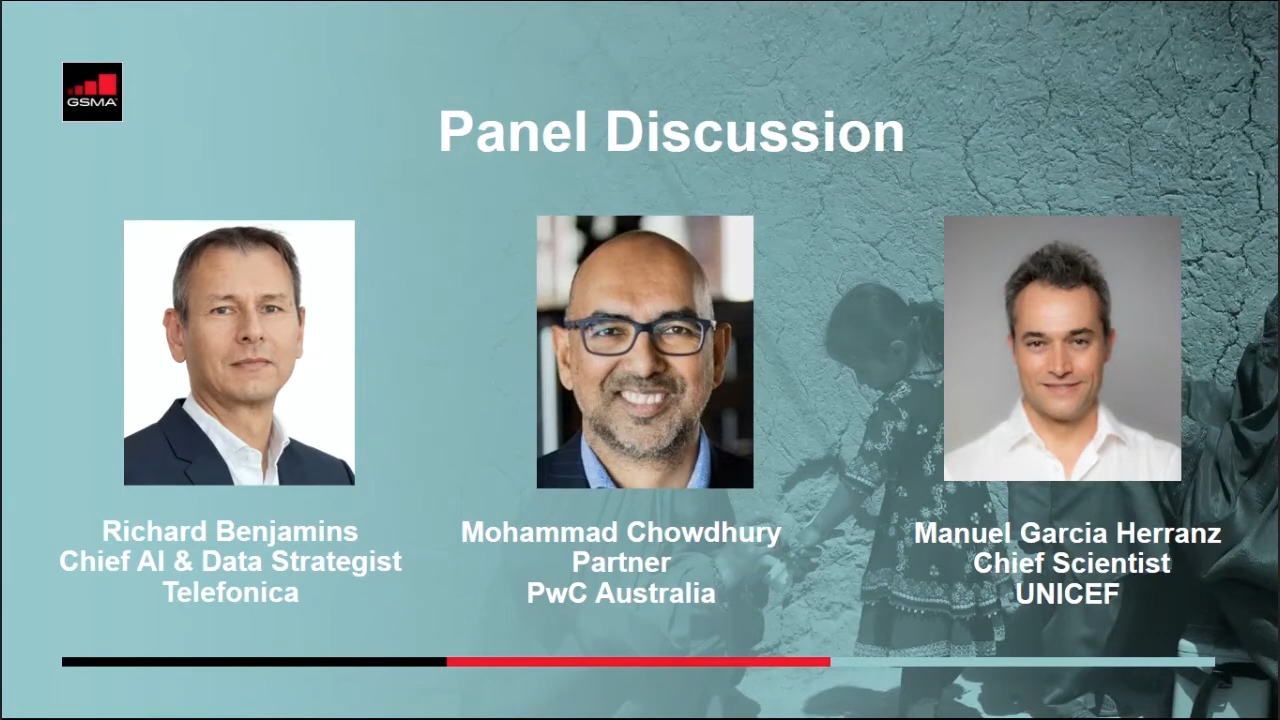 GSMA
Panel Discussion
Richard Benjamins
Chief AI & Data Strategist
Telefonica
Mohammad Chowdhury
Partner
PwC Australia
Manuel Garcia Herranz
Chief Scientist
UNICEF